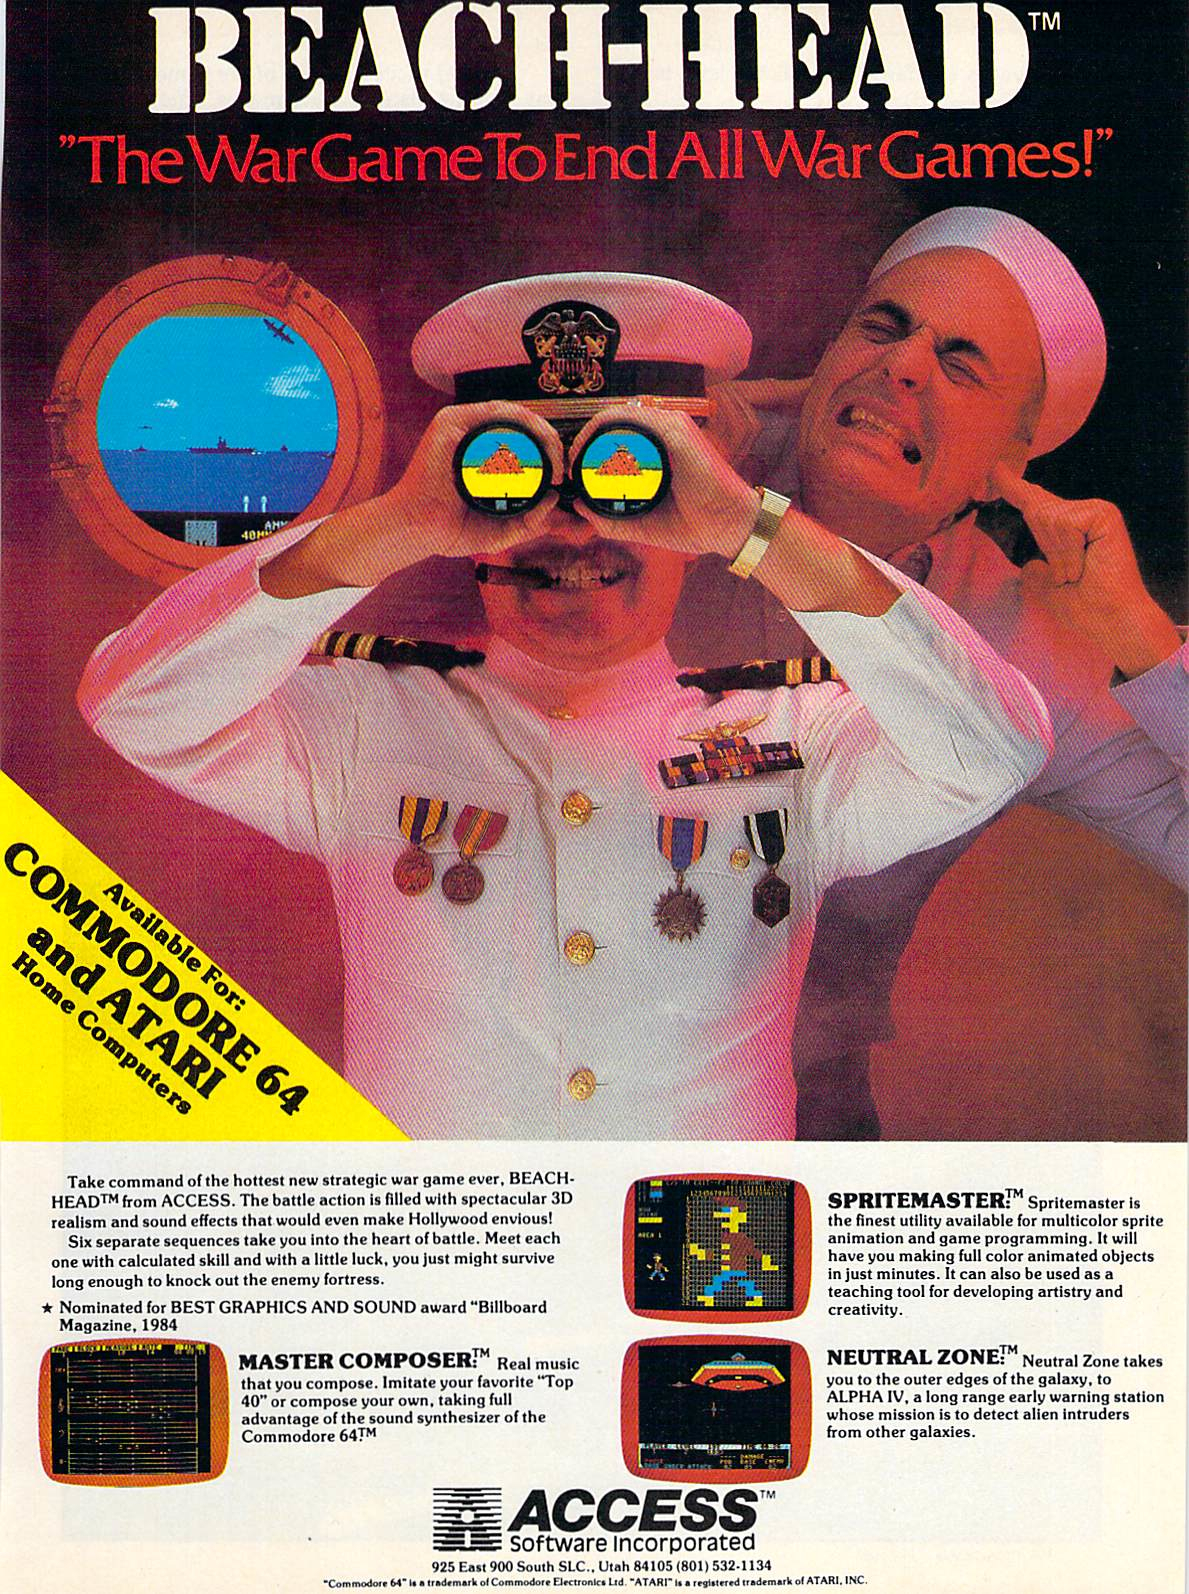 BEACH-HEAD™
"The War Game To End All War Games!"
AMM
Available For:
COMMODORE 64
and ATARI
Home Computers
Take command of the hottest new strategic war game ever, BEACH-
HEAD™ from ACCESS. The battle action is filled with spectacular 3D
realism and sound effects that would even make Hollywood envious!
Six separate sequences take you into the heart of battle. Meet each
one with calculated skill and with a little luck, you just might survive
long enough to knock out the enemy fortress.
★ Nominated for BEST GRAPHICS AND SOUND award "Billboard
Magazine, 1984
MASTER COMPOSER:™ Real music
that you compose. Imitate your favorite "Top
40" or compose your own, taking full
advantage of the sound synthesizer of the
Commodore 64.™
AREA 1
SPRITEMASTER:™ Spritemaster is
the finest utility available for multicolor sprite
animation and game programming. It will
have you making full color animated objects
in just minutes. It can also be used as a
teaching tool for developing artistry and
creativity.
NEUTRAL ZONE:™ Neutral Zone takes
you to the outer edges of the galaxy, to
ALPHA IV, a long range early warning station
whose mission is to detect alien intruders
from other galaxies.
ACCESS™
Software Incorporated
925 East 900 South SLC., Utah 84105 (801) 532-1134
"Commodore 64" is a trademark of Commodore Electronics Ltd. "ATARI" is a registered trademark of ATARI, INC.